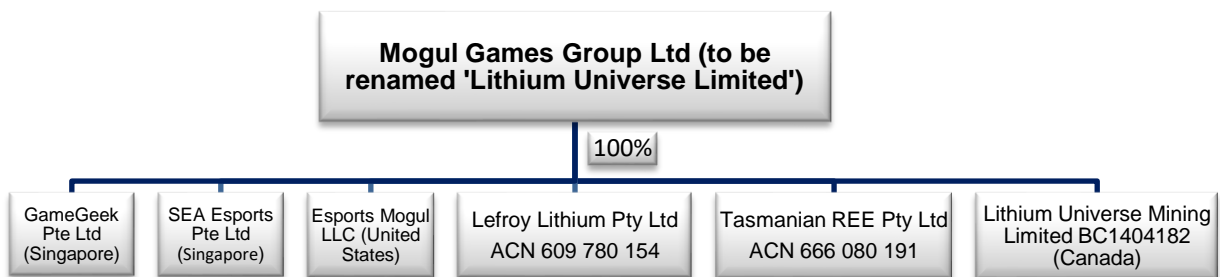 Mogul Games Group Ltd (to be
renamed 'Lithium Universe Limited')
100%
GameGeek
Pte Ltd
(Singapore)
SEA Esports
Pte Ltd
(Singapore)
Esports Mogul
LLC (United
States)
Lefroy Lithium Pty Ltd
ACN 609 780 154
Tasmanian REE Pty Ltd
ACN 666 080 191
Lithium Universe Mining
Limited BC1404182
(Canada)